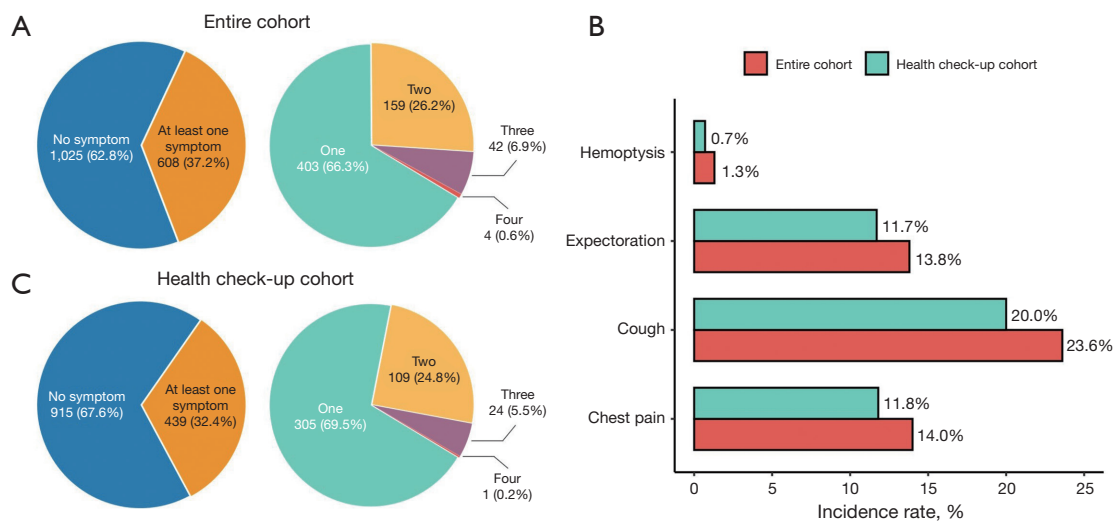 A
Entire cohort
No symptom
1,025 (62.8%)
At least one
symptom
608 (37.2%)
One
403 (66.3%)
Two
159 (26.2%)
Three
42 (6.9%)
Four
4 (0.6%)
C
Health check-up cohort
No symptom
915 (67.6%)
At least one
symptom
439 (32.4%)
One
305 (69.5%)
Two
109 (24.8%)
Three
24 (5.5%)
Four
1 (0.2%)
B
Entire cohort
Health check-up cohort
Hemoptysis
0.7%
1.3%
Expectoration
11.7%
13.8%
Cough
20.0%
23.6%
Chest pain
11.8%
14.0%
0 5 10 15 20 25
Incidence rate, %